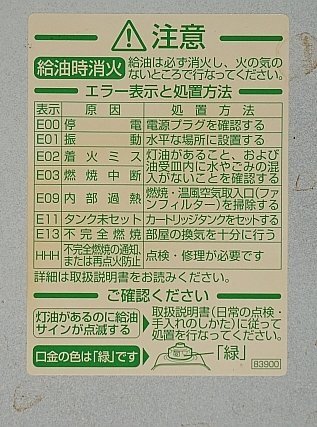 ⚠注意
給油時消火 給油は必ず消火し、火の気の
ないところで行なってください。
エラー表示と処置方法
表示 原因 処置方法
E00 停電 電源プラグを確認する
E01 振動 水平な場所に設置する
E02 着火ミス 灯油があること、および
油受皿内に水やごみの混
入がないことを確認する
E03 燃焼中断
E09 内部過熱 燃焼・温風空気取入口(ファ
ンフィルター)を掃除する
E11 タンク未セット カートリッジタンクをセットする
E13 不完全燃焼 部屋の換気を十分に行う
HHH 不完全燃焼の通知、
または再点火防止 点検・修理が必要です
詳細は取扱説明書をお読みください。
ご確認ください
灯油があるのに給油
サインが点滅する
取扱説明書(日常の点検・
手入れのしかた)に従って
処置を行なってください。
口金の色は「緑」です 「緑」
83900